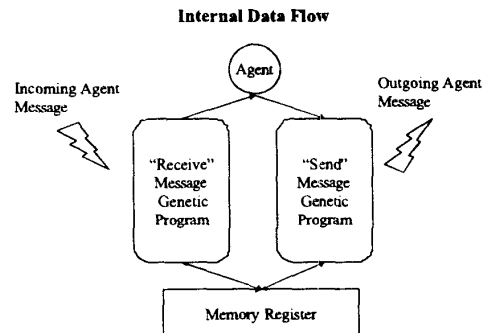 Internal Data Flow
Agent
Incoming Agent
Message
Outgoing Agent
Message
“Receive”
Message
Genetic
Program
“Send”
Message
Genetic
Program
Memory Register